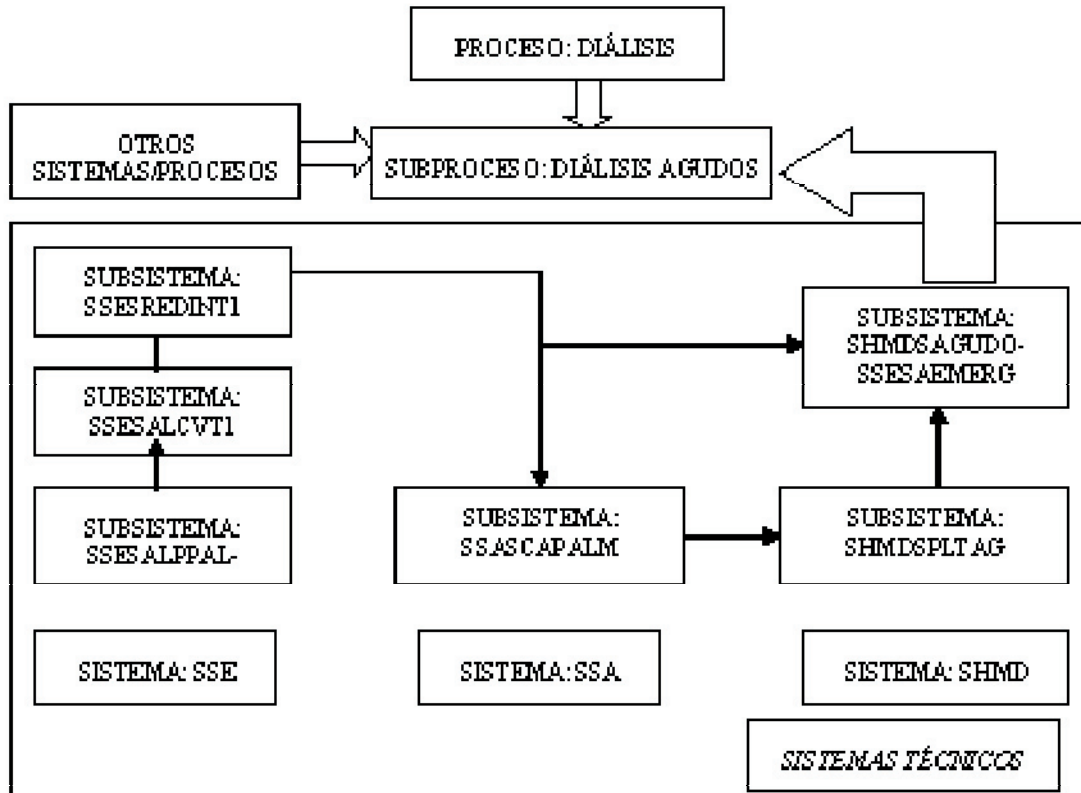 PROCESO: DIÁLISIS
OTROS
SISTEMAS/PROCESOS
SUBPROCESO: DIÁLISIS AGUDOS
SUBSISTEMA:
SSESREDINT1
SUBSISTEMA:
SHMDSAGUDO-
SSESAEMERG
SUBSISTEMA:
SSESALCVT1
SUBSISTEMA:
SSESALPPAL-
SUBSISTEMA:
SSASCAPALM
SUBSISTEMA:
SHMDSPLTAG
SISTEMA: SSE
SISTEMA: SSA
SISTEMA: SHMD
SISTEMAS TÉCNICOS